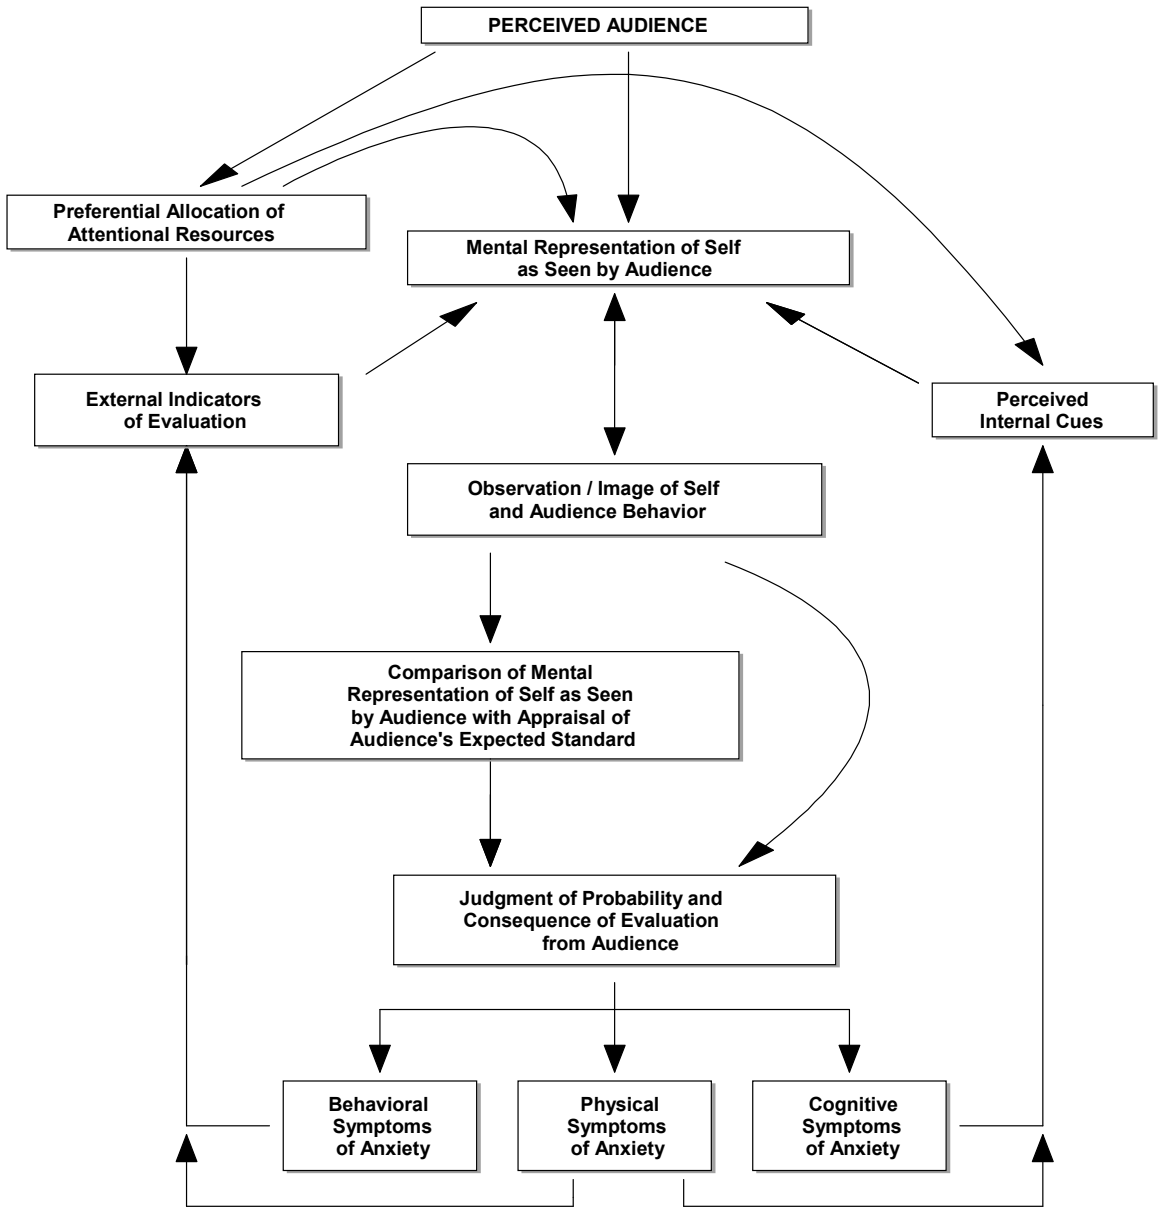 PERCEIVED AUDIENCE
Preferential Allocation of
Attentional Resources
Mental Representation of Self
as Seen by Audience
External Indicators
of Evaluation
Perceived
Internal Cues
Observation / Image of Self
and Audience Behavior
Comparison of Mental
Representation of Self as Seen
by Audience with Appraisal of
Audience's Expected Standard
Judgment of Probability and
Consequence of Evaluation
from Audience
Behavioral
Symptoms
of Anxiety
Physical
Symptoms
of Anxiety
Cognitive
Symptoms
of Anxiety